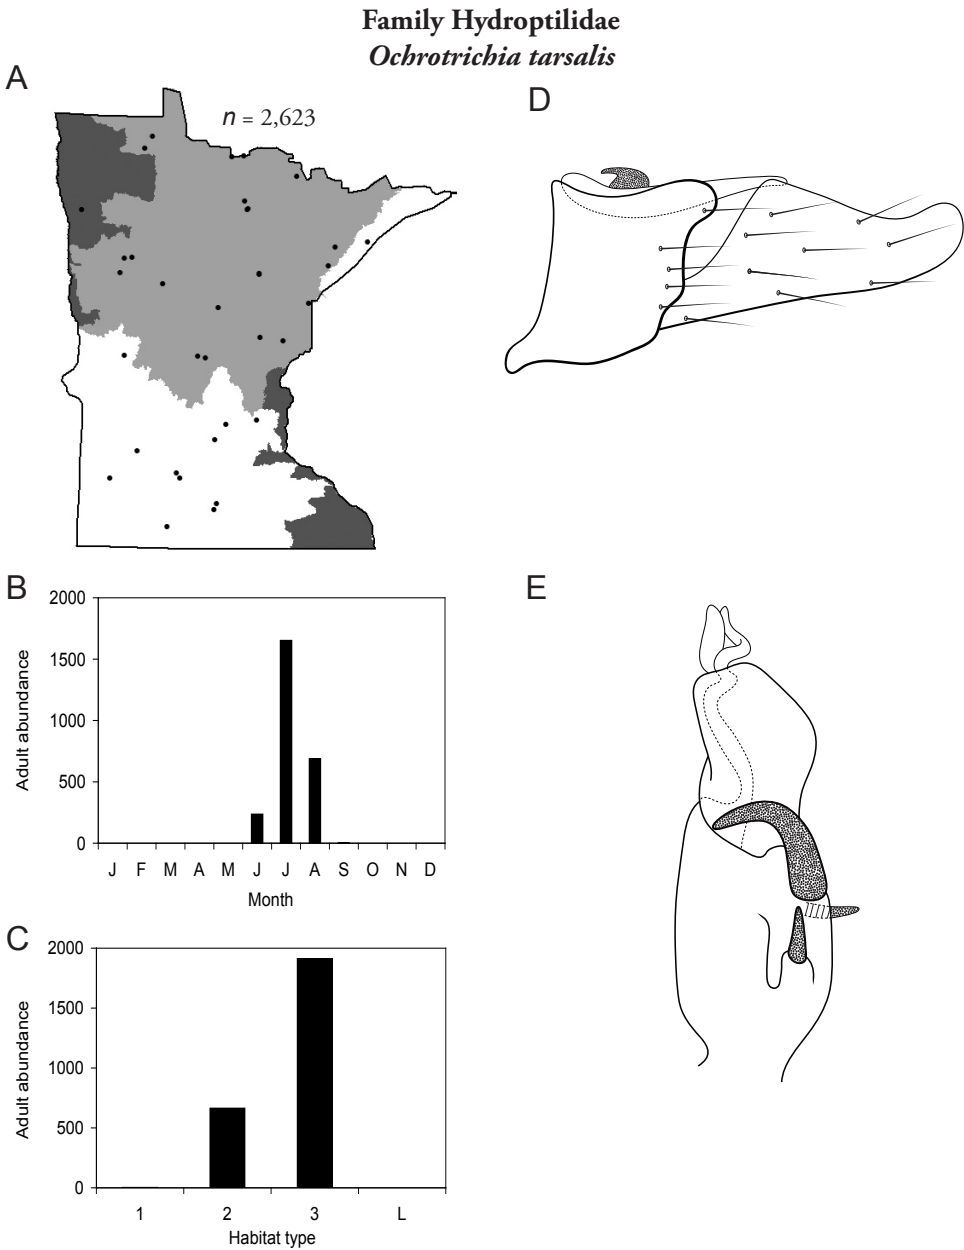 Family Hydroptilidae
Ochrotrichia tarsalis
A
n = 2,623
D
B
2000
1500
1000
500
0
Adult abundance
J F M A M J J A S O N D
Month
E
C
2000
1500
1000
500
0
Adult abundance
1 2 3 L
Habitat type